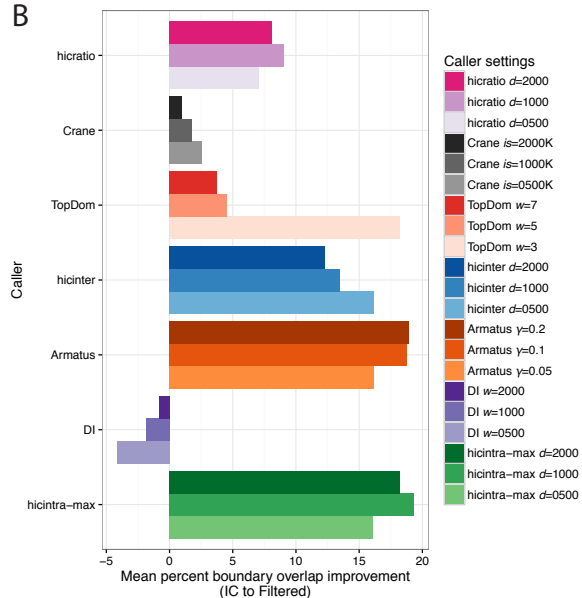 B
hicratio
Crane
TopDom
hicinter
Armatus
DI
hicintra−max
Caller
−5 0 5 10 15 20
Mean percent boundary overlap improvement
(IC to Filtered)
Caller settings
hicratio d=2000
hicratio d=1000
hicratio d=0500
Crane is=2000K
Crane is=1000K
Crane is=0500K
TopDom w=7
TopDom w=5
TopDom w=3
hicinter d=2000
hicinter d=1000
hicinter d=0500
Armatus γ=0.2
Armatus γ=0.1
Armatus γ=0.05
DI w=2000
DI w=1000
DI w=0500
hicintra−max d=2000
hicintra−max d=1000
hicintra−max d=0500